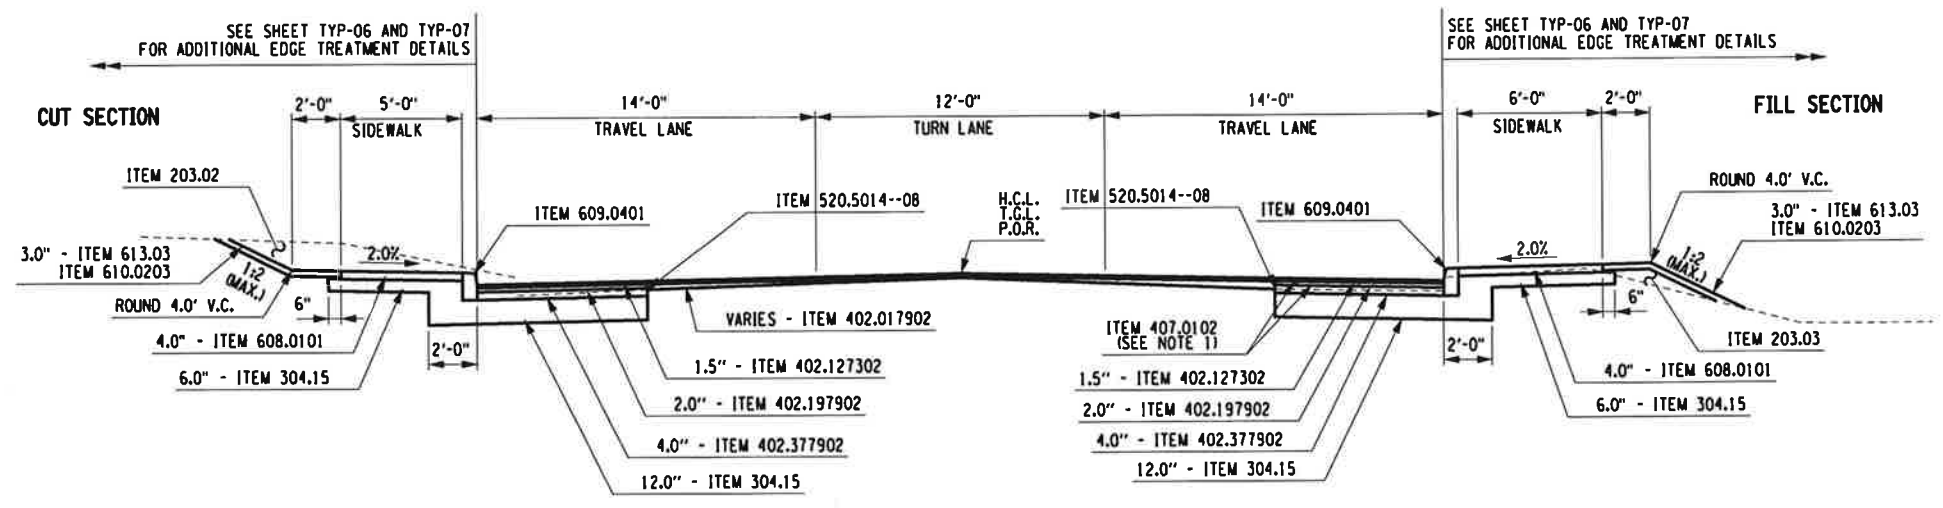 SEE SHEET TYP-06 AND TYP-07
FOR ADDITIONAL EDGE TREATMENT DETAILS
SEE SHEET TYP-06 AND TYP-07
FOR ADDITIONAL EDGE TREATMENT DETAILS
CUT SECTION
2'-0"
5'-0"
SIDEWALK
14'-0"
TRAVEL LANE
12'-0"
TURN LANE
14'-0"
TRAVEL LANE
6'-0"
SIDEWALK
2'-0"
FILL SECTION
ITEM 203.02
ITEM 609.0401
ITEM 520.5014--08
H.C.L.
T.G.L.
P.O.R.
ITEM 520.5014--08
ITEM 609.0401
ROUND 4.0' V.C.
3.0" - ITEM 613.03
ITEM 610.0203
3.0" - ITEM 613.03
ITEM 610.0203
1:2
(MAX.)
2.0%
2.0%
1:2
(MAX.)
ROUND 4.0' V.C.
6"
4.0" - ITEM 608.0101
6.0" - ITEM 304.15
2'-0"
VARIES - ITEM 402.017902
1.5" - ITEM 402.127302
2.0" - ITEM 402.197902
4.0" - ITEM 402.377902
12.0" - ITEM 304.15
ITEM 407.0102
(SEE NOTE 1)
1.5" - ITEM 402.127302
2.0" - ITEM 402.197902
4.0" - ITEM 402.377902
12.0" - ITEM 304.15
2'-0"
6"
ITEM 203.03
4.0" - ITEM 608.0101
6.0" - ITEM 304.15